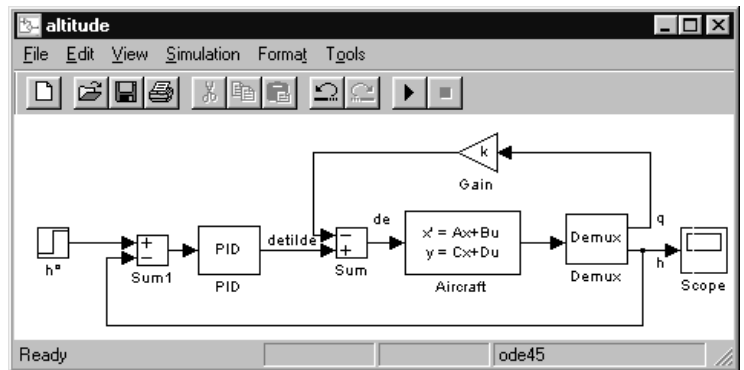 altitude
File Edit View Simulation Format Tools
k
Gain
q
de
x' = Ax+Bu
y = Cx+Du
Demux
+
−
PID
detilde
−
+
h°
Sum1
PID
Sum
Aircraft
Demux
h
Scope
Ready
ode45